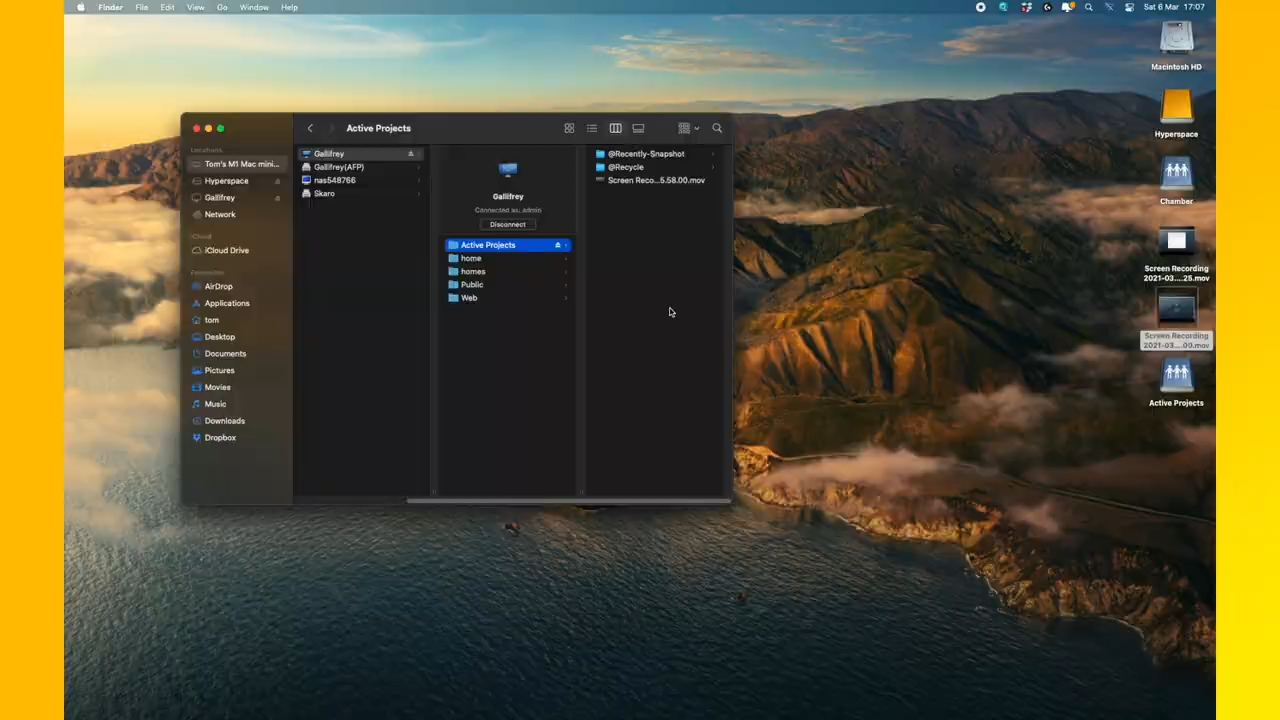 Finder File Edit View Go Window Help
Sat 6 Mar 17:07
Macintosh HD
Hyperspace
Chamber
Screen Recording
2021-03....25.mov
Screen Recording
2021-03....00.mov
Active Projects
Active Projects
Locations
Tom's M1 Mac mini...
Hyperspace
Gallifrey
Network
iCloud
iCloud Drive
Favourites
AirDrop
Applications
tom
Desktop
Documents
Pictures
Movies
Music
Downloads
Dropbox
Gallifrey
Gallifrey(AFP)
nas548766
Skaro
Gallifrey
Connected as: admin
Disconnect
Active Projects
home
homes
Public
Web
@Recently-Snapshot
@Recycle
Screen Reco...5.58.00.mov